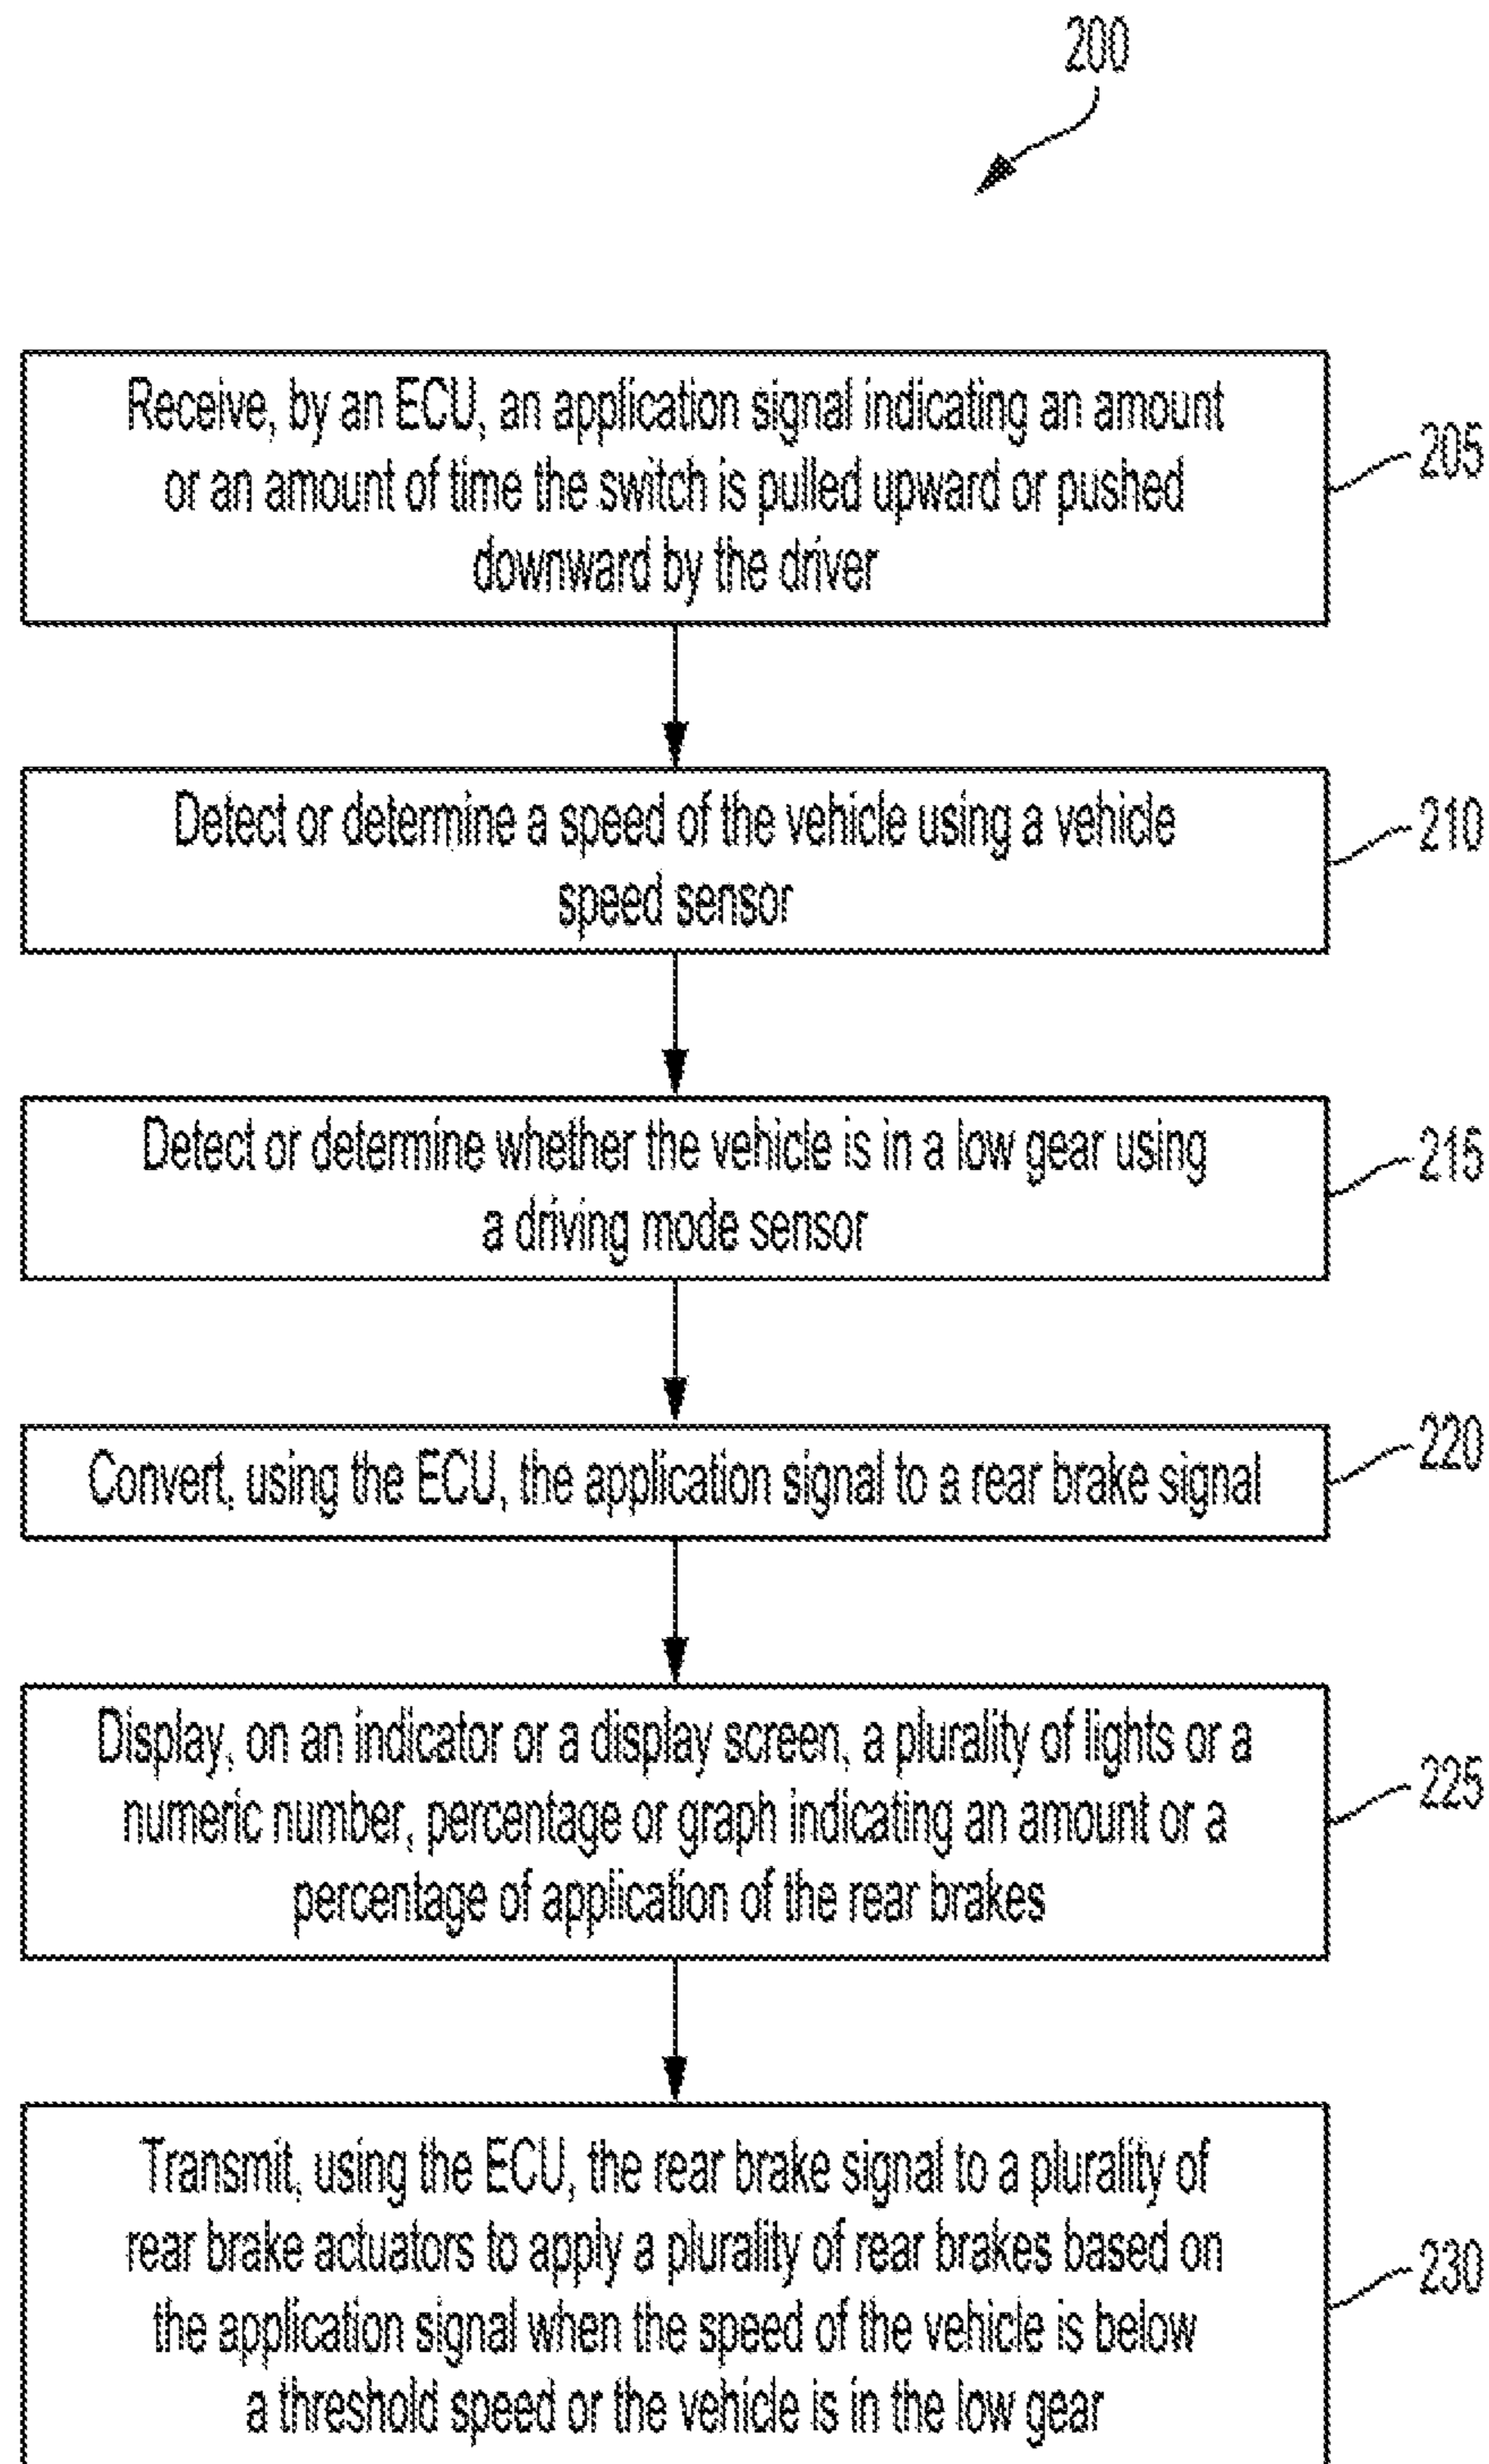 200
Receive, by an ECU, an application signal indicating an amount
or an amount of time the switch is pulled upward or pushed
downward by the driver
205
Detect or determine a speed of the vehicle using a vehicle
speed sensor
210
Detect or determine whether the vehicle is in a low gear using
a driving mode sensor
215
Convert, using the ECU, the application signal to a rear brake signal
220
Display, on an indicator or a display screen, a plurality of lights or a
numeric number, percentage or graph indicating an amount or a
percentage of application of the rear brakes
225
Transmit, using the ECU, the rear brake signal to a plurality of
rear brake actuators to apply a plurality of rear brakes based on
the application signal when the speed of the vehicle is below
a threshold speed or the vehicle is in the low gear
230